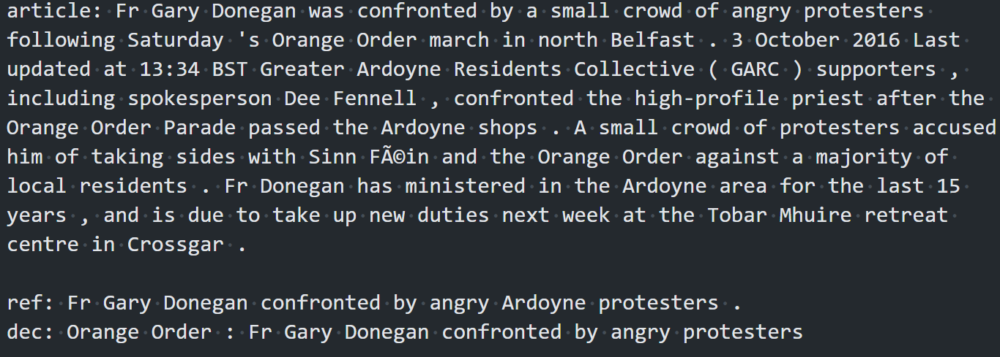 article: Fr Gary Donegan was confronted by a small crowd of angry protesters
following Saturday 's Orange Order march in north Belfast . 3 October 2016 Last
updated at 13:34 BST Greater Ardoyne Residents Collective ( GARC ) supporters ,
including spokesperson Dee Fennell , confronted the high-profile priest after the
Orange Order Parade passed the Ardoyne shops . A small crowd of protesters accused
him of taking sides with Sinn FÃ©in and the Orange Order against a majority of
local residents . Fr Donegan has ministered in the Ardoyne area for the last 15
years , and is due to take up new duties next week at the Tobar Mhuire retreat
centre in Crossgar .
ref: Fr Gary Donegan confronted by angry Ardoyne protesters .
dec: Orange Order : Fr Gary Donegan confronted by angry protesters